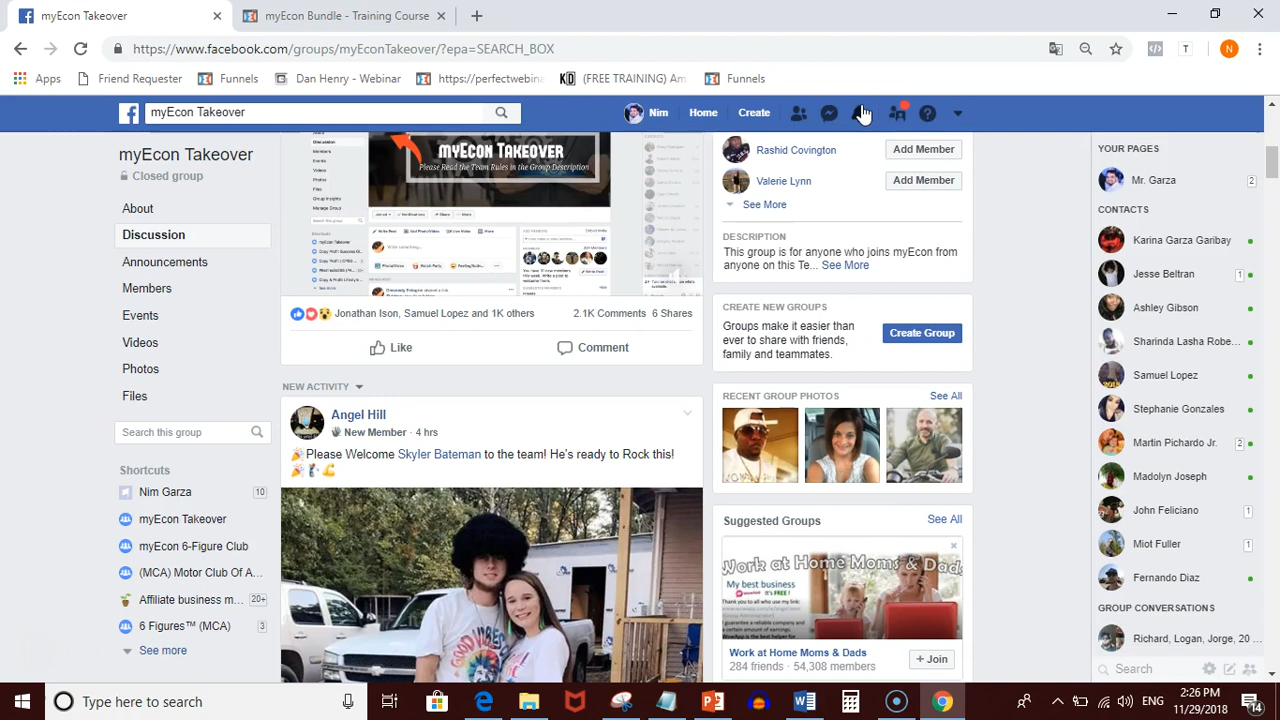 myEcon Takeover
myEcon Bundle - Training Course
https://www.facebook.com/groups/myEconTakeover/?epa=SEARCH_BOX
N
Apps
Friend Requester
Funnels
Dan Henry - Webinar
https://perfectwebin
(FREE TRAINING) Am
Funnels
myEcon Takeover
Nim
Home
Create
myEcon Takeover
Closed group
About
Discussion
Announcements
Members
Events
Videos
Photos
Files
Search this group
Shortcuts
Nim Garza 10
myEcon Takeover
myEcon 6-Figure Club
(MCA) Motor Club Of A...
Affiliate business m... 20+
6 Figures™ (MCA) 3
See more
myEcon Takeover
Please Read the Team Rules in the Group Description
Jonathan Ison, Samuel Lopez and 1K others
2.1K Comments 6 Shares
Like
Comment
NEW ACTIVITY
Angel Hill
New Member · 4 hrs
🎉Please Welcome Skyler Bateman to the team! He's ready to Rock this!
Rashid Covington
Add Member
Valerie Lynn
Add Member
See More
DESCRIPTION
This group is for anyone who joins myEcon
from anyone on this Te... See More
CREATE NEW GROUPS
Groups make it easier than
ever to share with friends,
family and teammates.
Create Group
RECENT GROUP PHOTOS
See All
Suggested Groups
See All
Work at Home Moms & Dads
My best business
It's FREE!
Work at Home Moms & Dads
284 friends · 54,308 members
+ Join
YOUR PAGES
Mr. Garza 2
CONTACTS
Karina Garza Garibay
Jesse Beltran 1
Ashley Gibson
Sharinda Lasha Robe...
Samuel Lopez
Stephanie Gonzales
Martin Pichardo Jr. 2
Madolyn Joseph
John Feliciano 1
Miot Fuller 1
Fernando Diaz
GROUP CONVERSATIONS
Richard, Logan, Jorge, 20 ...
Search
Type here to search
ENG
2:26 PM
11/29/2018
14